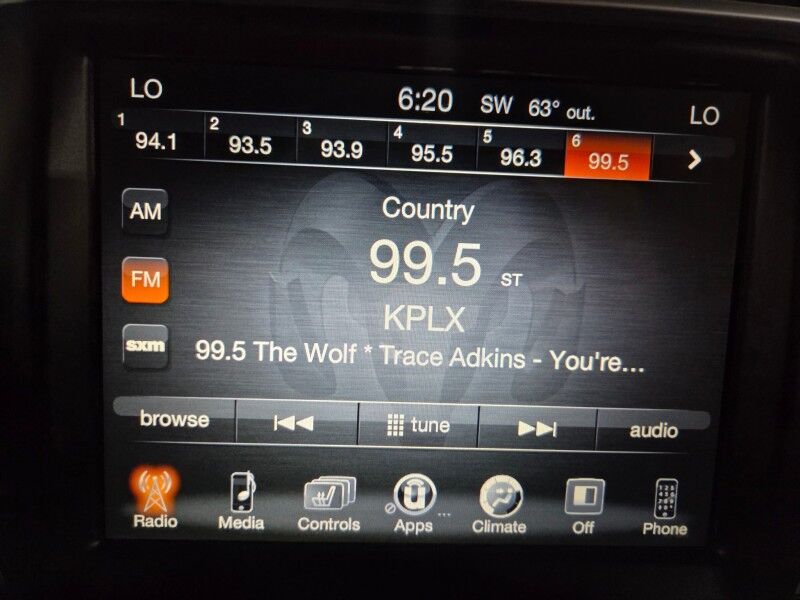 LO 6:20 SW 63° out. LO
1 94.1 2 93.5 3 93.9 4 95.5 5 96.3 6 99.5
AM
Country
99.5 ST
FM
KPLX
sxm
99.5 The Wolf * Trace Adkins - You're...
browse tune audio
Radio Media Controls Apps ... Climate Off Phone